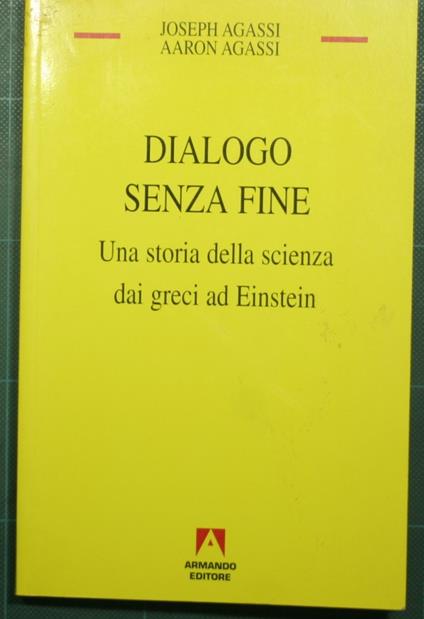 JOSEPH AGASSI
AARON AGASSI
DIALOGO
SENZA FINE
Una storia della scienza
dai greci ad Einstein
ARMANDO
EDITORE